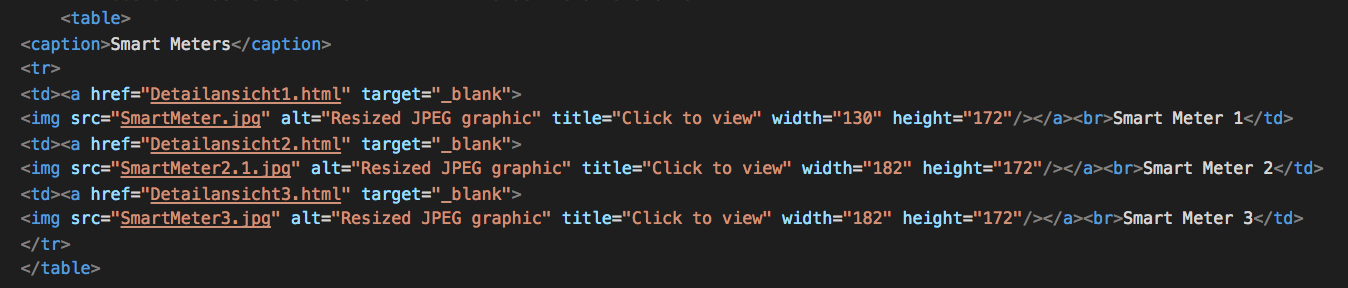 <table>
<caption>Smart Meters</caption>
<tr>
<td><a href="Detailansicht1.html" target="_blank">
<img src="SmartMeter.jpg" alt="Resized JPEG graphic" title="Click to view" width="130" height="172"/></a><br>Smart Meter 1</td>
<td><a href="Detailansicht2.html" target="_blank">
<img src="SmartMeter2.1.jpg" alt="Resized JPEG graphic" title="Click to view" width="182" height="172"/></a><br>Smart Meter 2</td>
<td><a href="Detailansicht3.html" target="_blank">
<img src="SmartMeter3.jpg" alt="Resized JPEG graphic" title="Click to view" width="182" height="172"/></a><br>Smart Meter 3</td>
</tr>
</table>